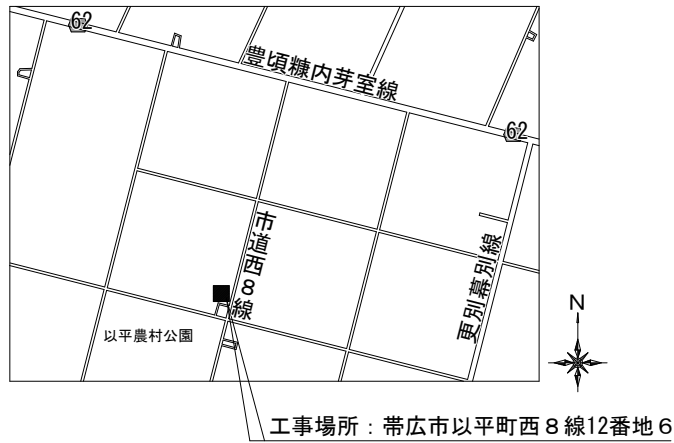 62
豊頃糠内芽室線
62
市道西８線
更別幕別線
以平農村公園
N
工事場所：帯広市以平町西８線12番地６